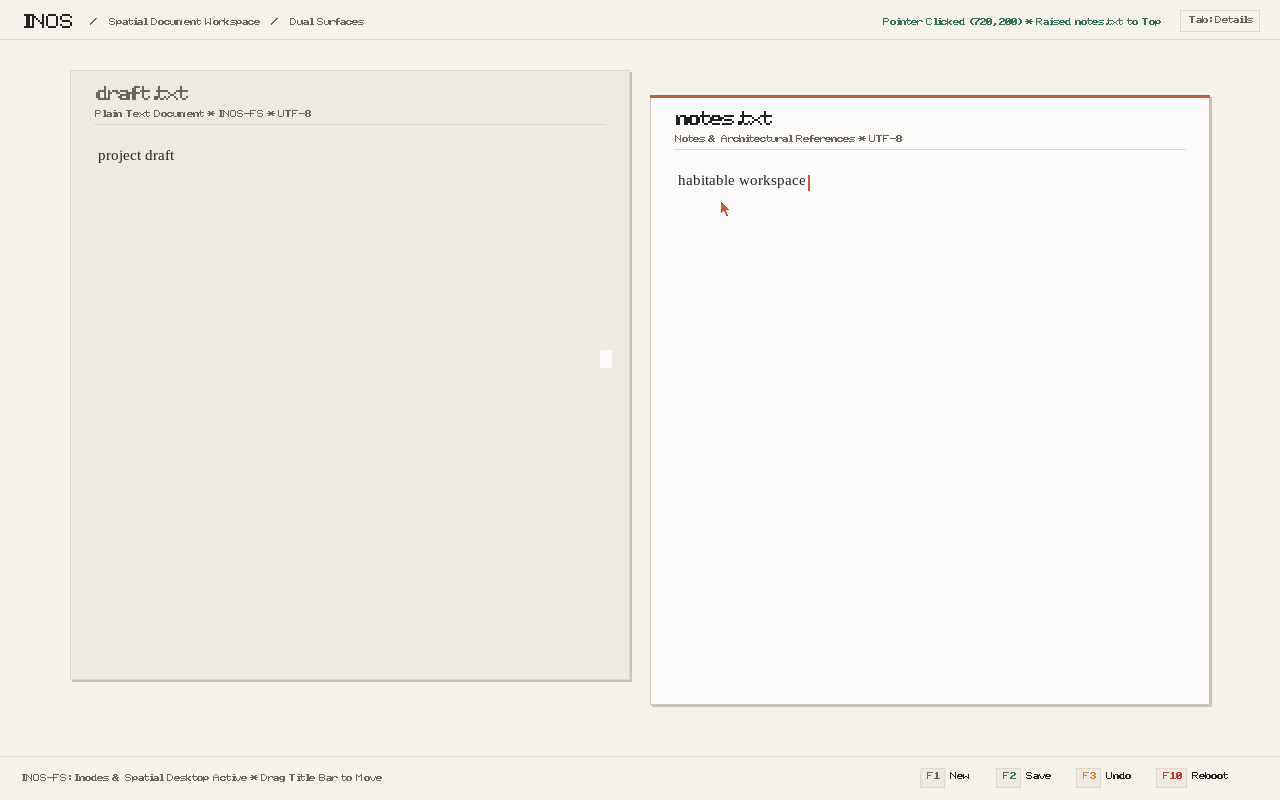 INOS / Spatial Document Workspace / Dual Surfaces
Pointer Clicked (720,200) * Raised notes.txt to Top
Tab:Details
draft.txt
Plain Text Document * INOS-FS * UTF-8
project draft
notes.txt
Notes & Architectural References * UTF-8
habitable workspace
INOS-FS: Inodes & Spatial Desktop Active * Drag Title Bar to Move
F1 New F2 Save F3 Undo F10 Reboot